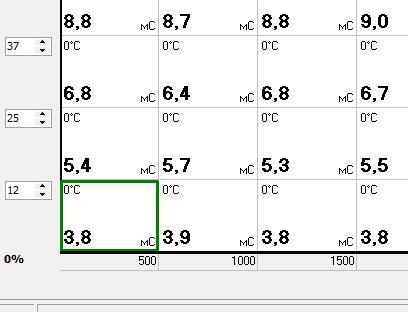 8,8 мС 8,7 мС 8,8 мС 9,0
37 0°C 0°C 0°C 0°C
6,8 мС 6,4 мС 6,8 мС 6,7
25 0°C 0°C 0°C 0°C
5,4 мС 5,7 мС 5,3 мС 5,5
12 0°C 0°C 0°C 0°C
3,8 мС 3,9 мС 3,8 мС 3,8
0% 500 1000 1500